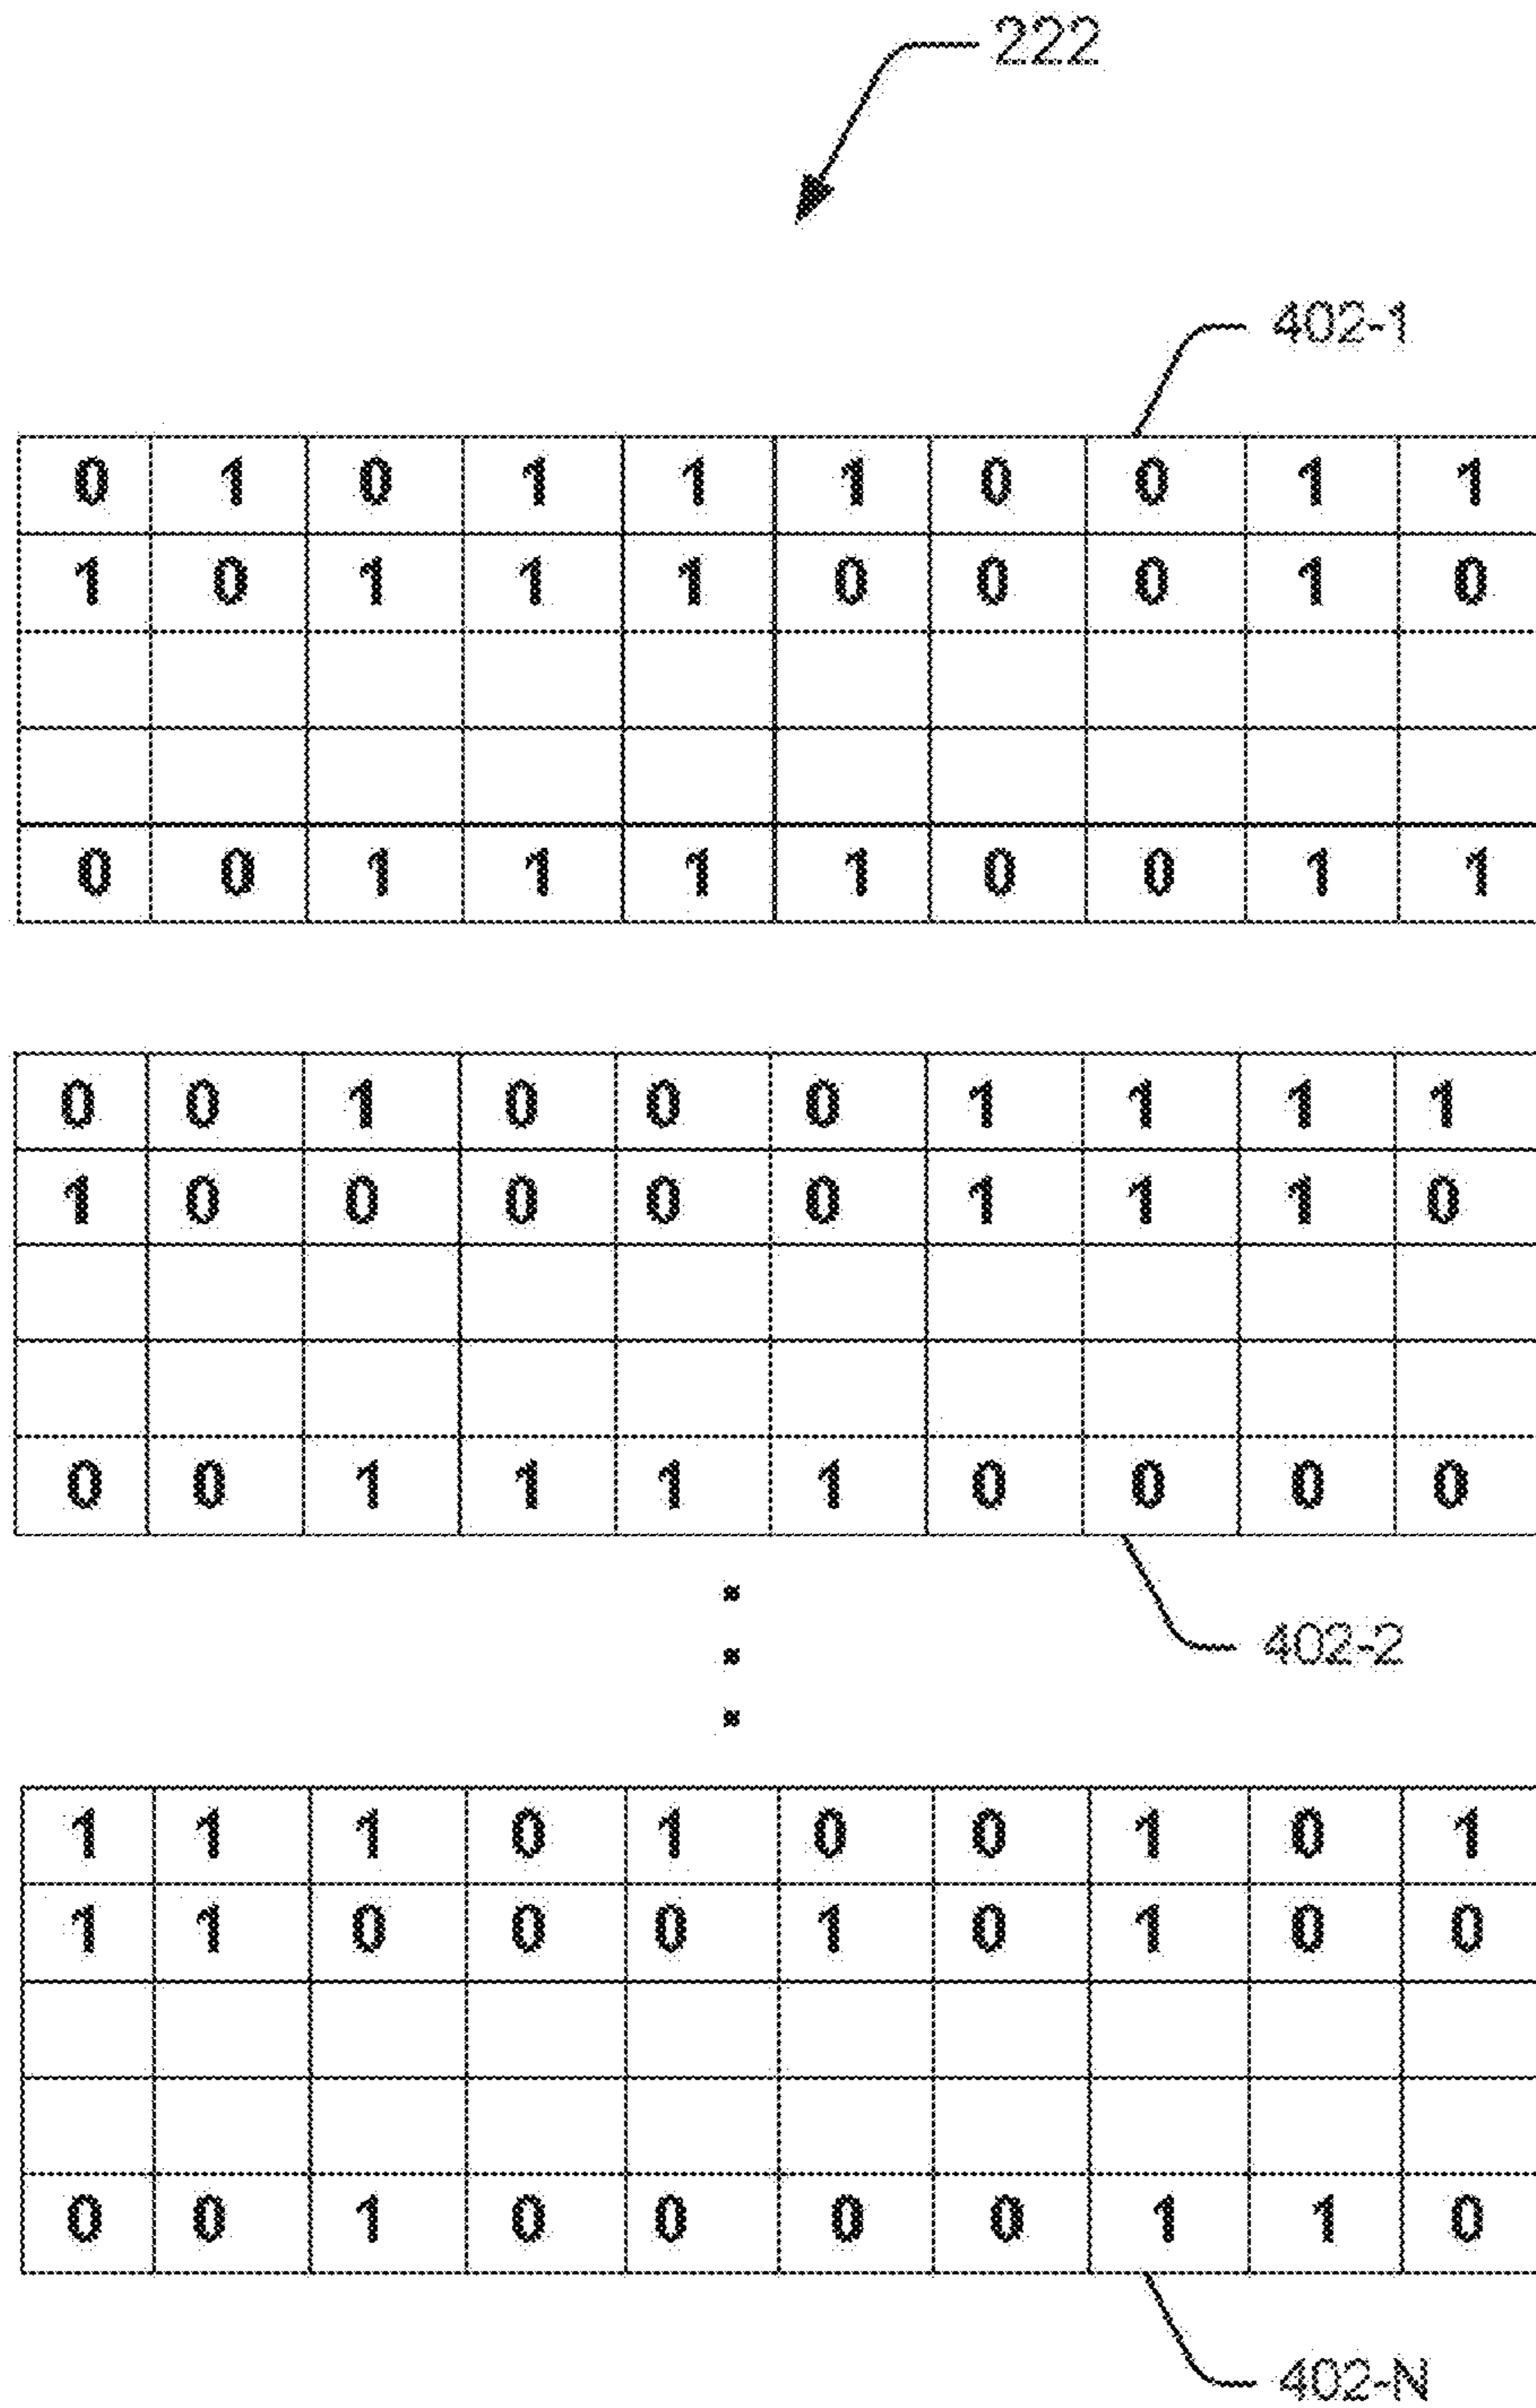 222
402-1
0 1 0 1 1 1 0 0 1 1
1 0 1 1 1 0 0 0 1 0
0 0 1 1 1 1 0 0 1 1
0 0 1 0 0 0 1 1 1 1
1 0 0 0 0 0 1 1 1 0
0 0 1 1 1 1 0 0 0 0
402-2
1 1 1 0 1 0 0 1 0 1
1 1 0 0 0 1 0 1 0 0
0 0 1 0 0 0 0 1 1 0
402-N